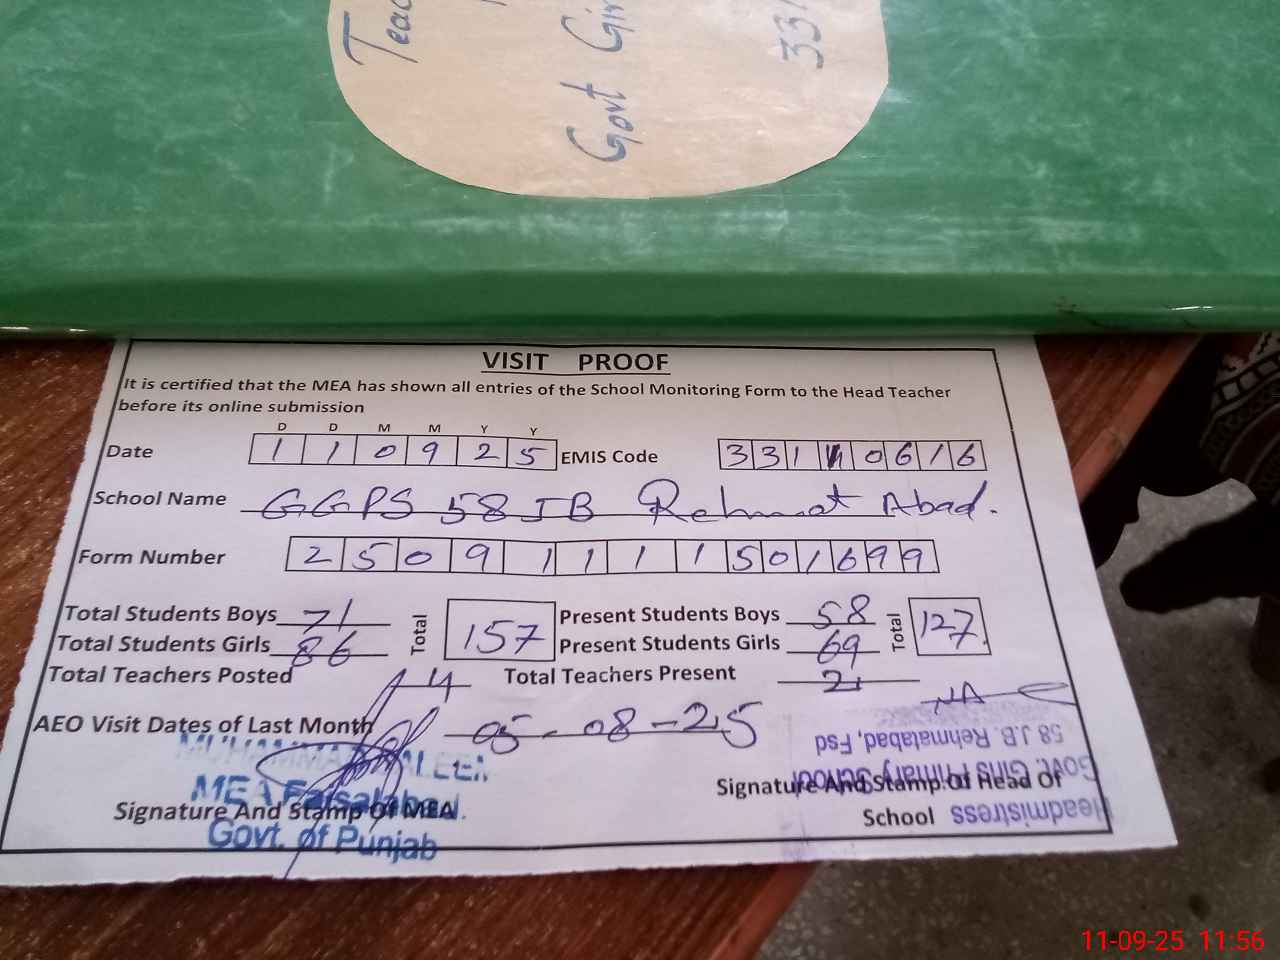 Teac
Govt Gir
331
VISIT PROOF
It is certified that the MEA has shown all entries of the School Monitoring Form to the Head Teacher
before its online submission
D D M M Y Y
Date 1 1 0 9 2 5 EMIS Code 3 3 1 1 0 6 1 6
School Name GGPS 58 JB Rehmat Abad.
Form Number 2 5 0 9 1 1 1 1 5 0 1 6 9 9
Total Students Boys 71 Total 157 Present Students Boys 58 Total 127
Total Students Girls 86 Present Students Girls 69
Total Teachers Posted 4 Total Teachers Present 2
AEO Visit Dates of Last Month 05-08-25
MEA Faisalabad.
Govt. of Punjab
Signature And Stamp Of MEA
Signature And Stamp Of Head Of
School
Headmistress
Govt. Girls Primary School
58 J.B. Rehmatabad, Fsd
11-09-25 11:56